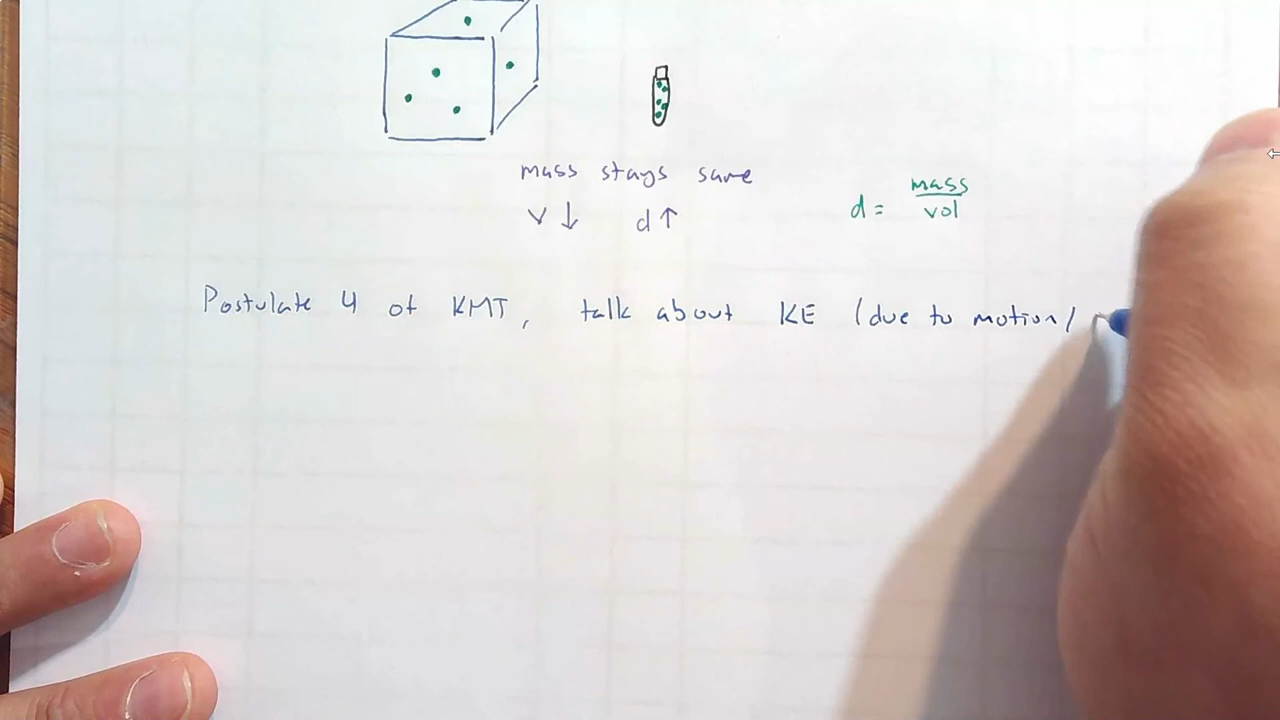 mass stays same
V ↓ d ↑
d = mass / vol
Postulate 4 of KMT, talk about KE (due to motion)